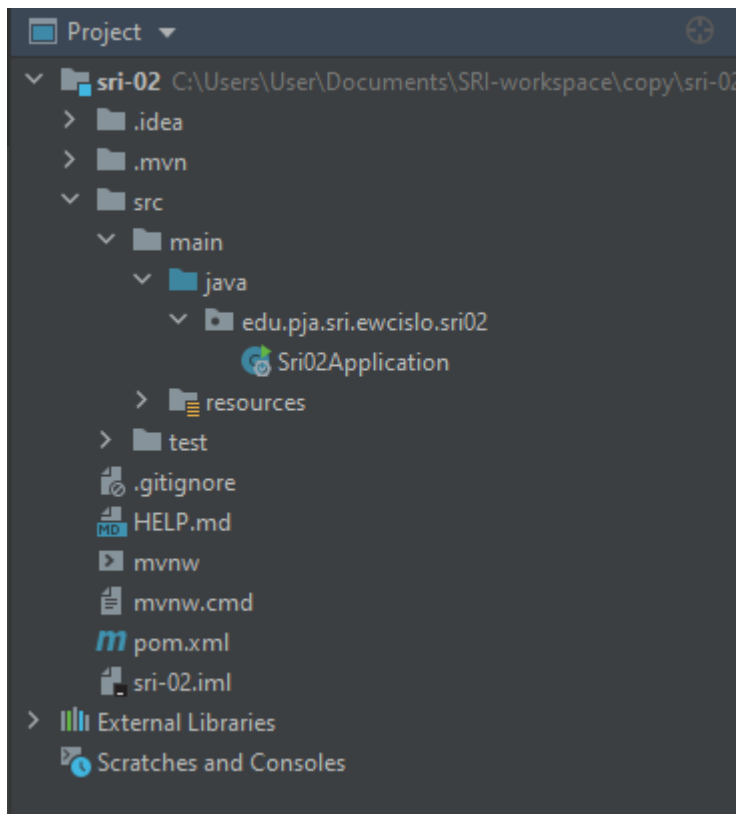 Project
sri-02 C:\Users\User\Documents\SRI-workspace\copy\sri-02
.idea
.mvn
src
main
java
edu.pja.sri.ewcislo.sri02
Sri02Application
resources
test
.gitignore
MD HELP.md
mvnw
mvnw.cmd
m pom.xml
sri-02.iml
External Libraries
Scratches and Consoles